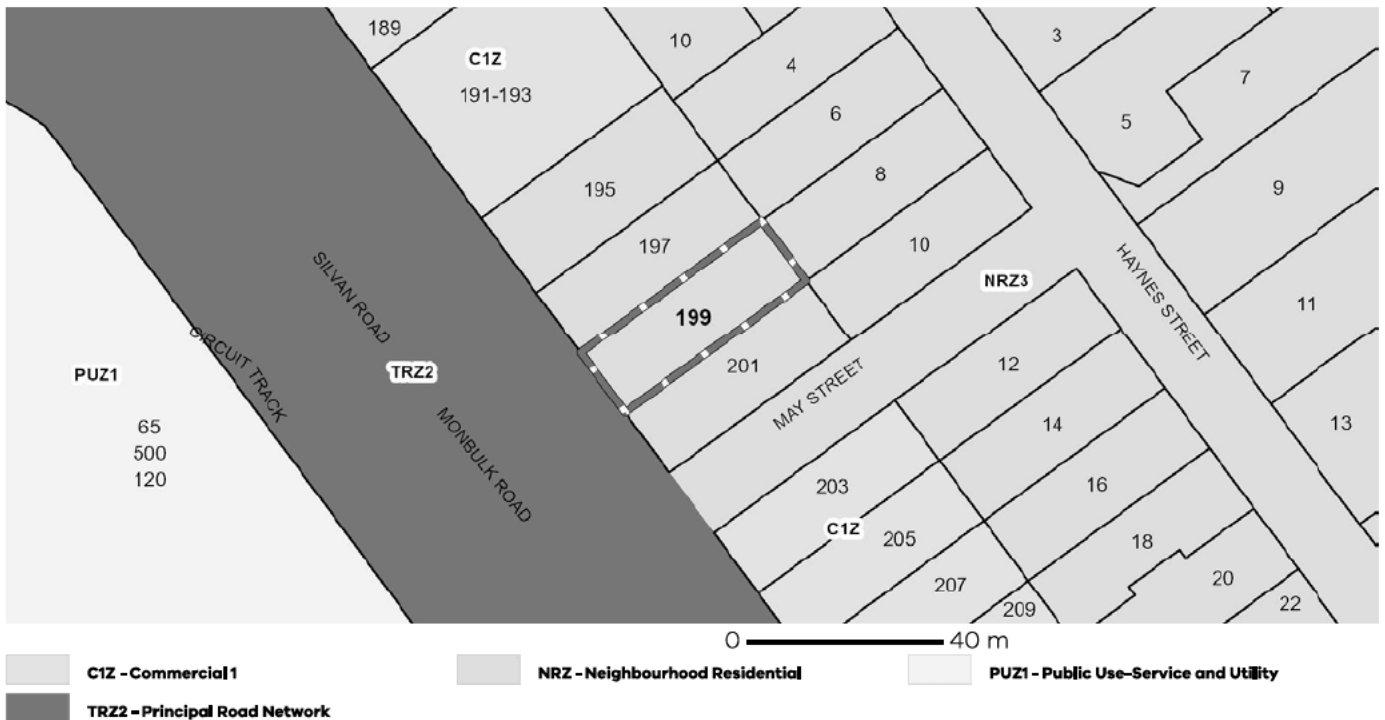 189
C1Z
191-193
10
4
6
8
10
3
7
5
9
11
13
195
197
199
201
NRZ3
HAYNES STREET
MAY STREET
SILVAN ROAD
MONBULK ROAD
CIRCUIT TRACK
TRZ2
PUZ1
65
500
120
12
14
16
18
20
22
203
C1Z
205
207
209
0 40 m
C1Z - Commercial 1
NRZ - Neighbourhood Residential
PUZ1 - Public Use-Service and Utility
TRZ2 - Principal Road Network